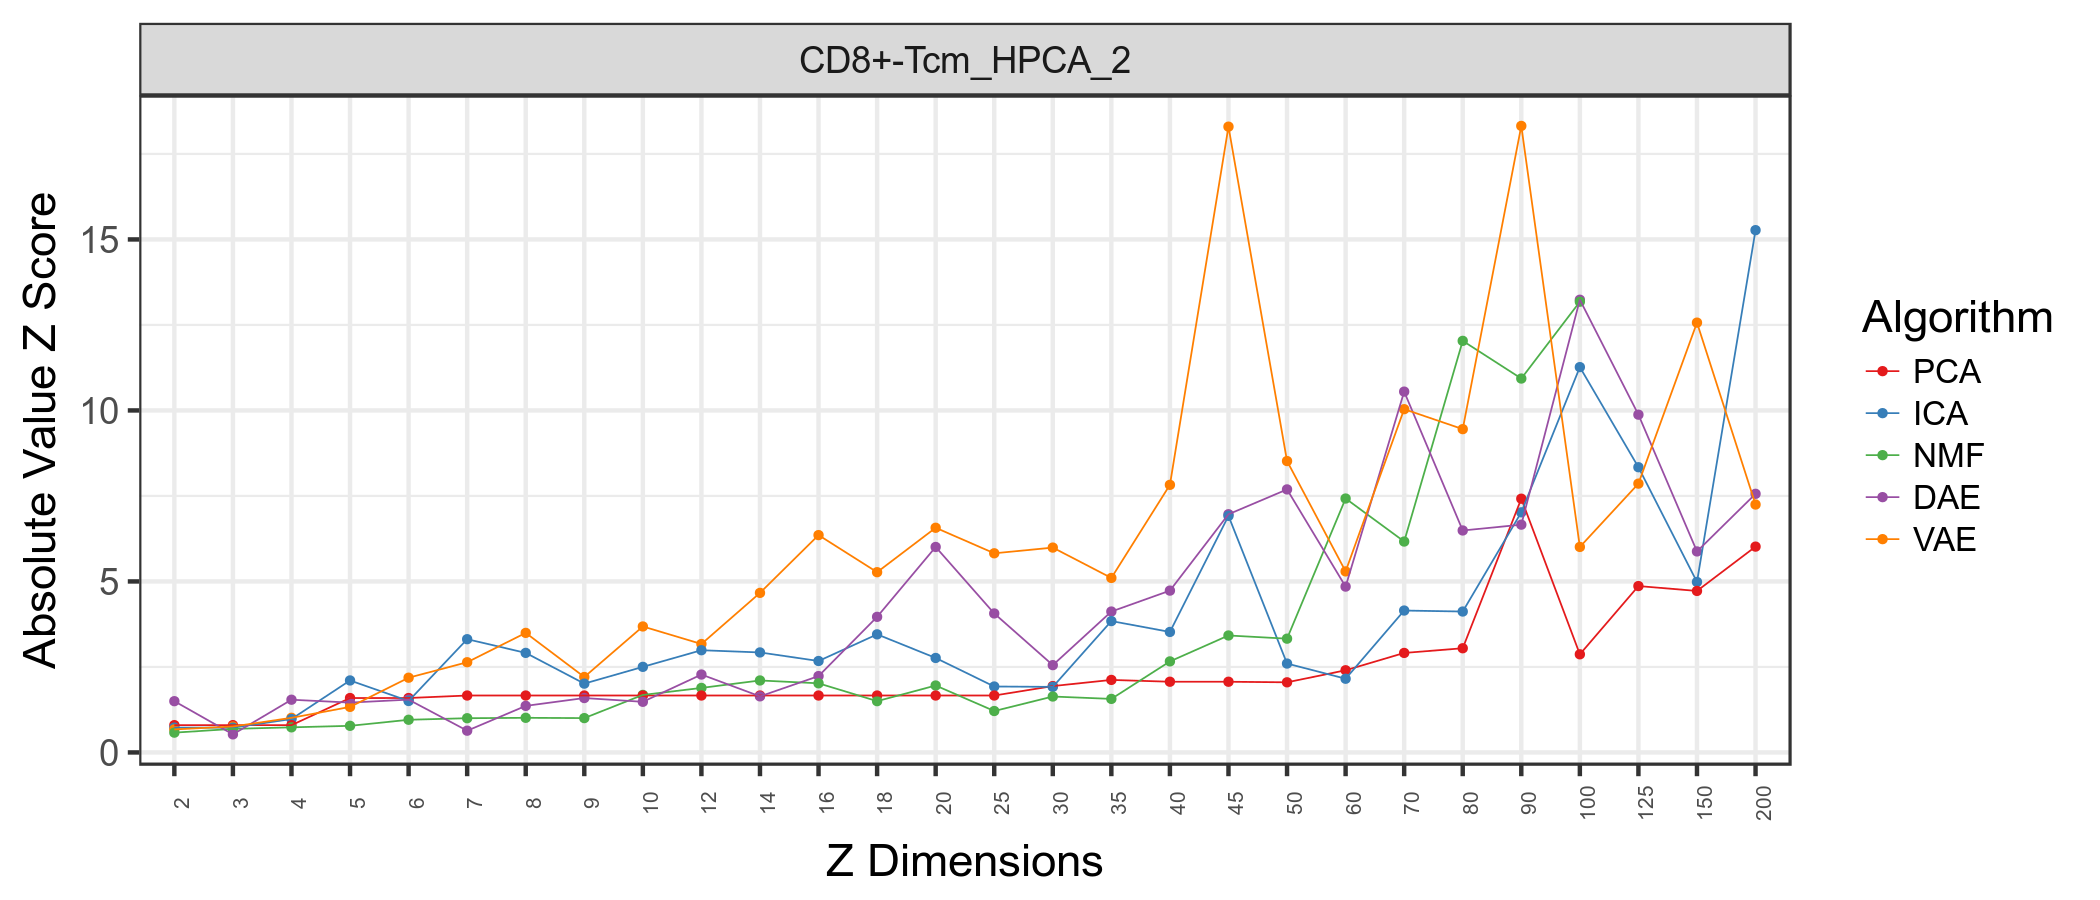 CD8+-Tcm_HPCA_2
Absolute Value Z Score
15
10
5
0
2 3 4 5 6 7 8 9 10 12 14 16 18 20 25 30 35 40 45 50 60 70 80 90 100 125 150 200
Z Dimensions
Algorithm
PCA
ICA
NMF
DAE
VAE